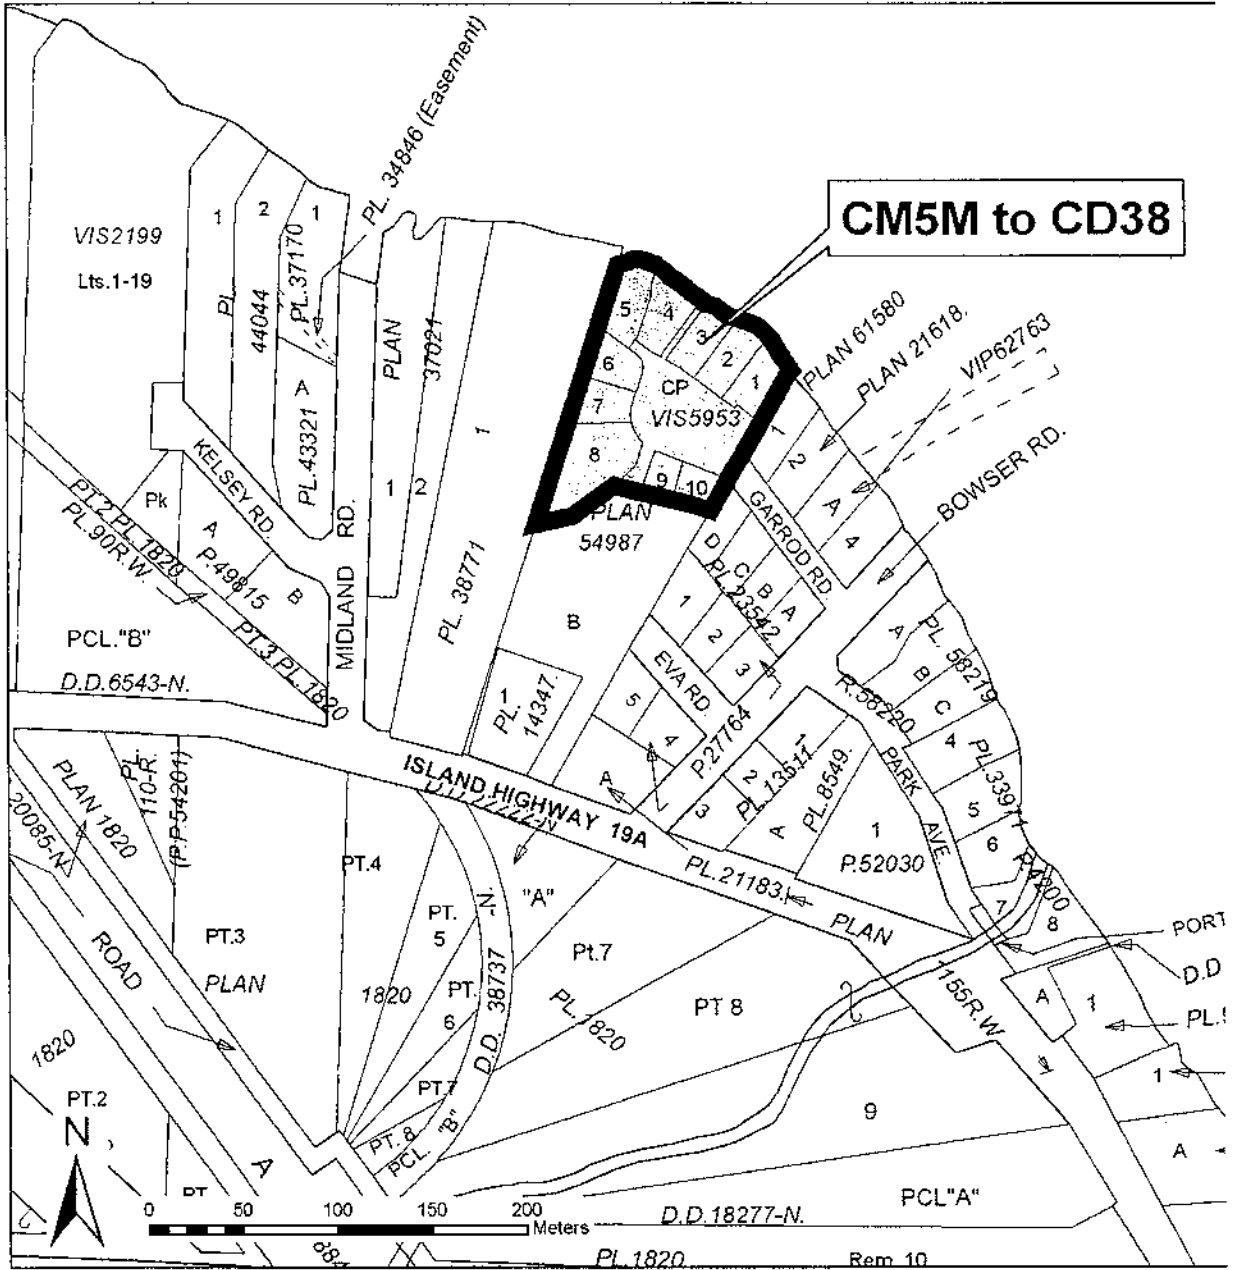 PL. 34846 (Easement)
CM5M to CD38
VIS2199
Lts.1-19
1
PL
2
44044
1
PL.37170
A
PL.43321
PLAN
37021
1
2
1
PL. 38771
5
4
3
2
1
6
7
8
9
10
CP
VIS5953
PLAN
54987
B
PLAN 61580
PLAN 21618.
VIP62763
BOWSER RD.
1
2
A
4
GARROD RD.
D
C
B
A
PL.23542
1
2
3
EVA RD.
5
4
A
P.27764
KELSEY RD.
MIDLAND RD.
Pk
A
P.49815
B
PT.2 PL.1820
PL.90R.W.
PT.3 PL.1820
PCL."B"
D.D.6543-N.
1
PL.
14347.
ISLAND HIGHWAY 19A
A
B
C
PL. 58219
R.58220
4
PL.33971
5
6
P.4200
7
8
PARK AVE.
1
2
3
PL.13511
A
PL.8549.
1
P.52030
PL.21183.
PLAN
1155R.W
PORT
D.D
A
1
1
A
PL.
110-R.
(P.P.54201)
PLAN 1820
20085-N
PT.4
PT.3
PLAN
1820
PT.
5
PT.
6
PT.7
PT. 8
PCL. "B"
D.D. 38737
-N.
"A"
Pt.7
PL.1820
PT 8
9
ROAD
A
1820
PT.2
PT
N
0 50 100 150 200
Meters
PCL"A"
D.D.18277-N.
PL.1820
Rem 10